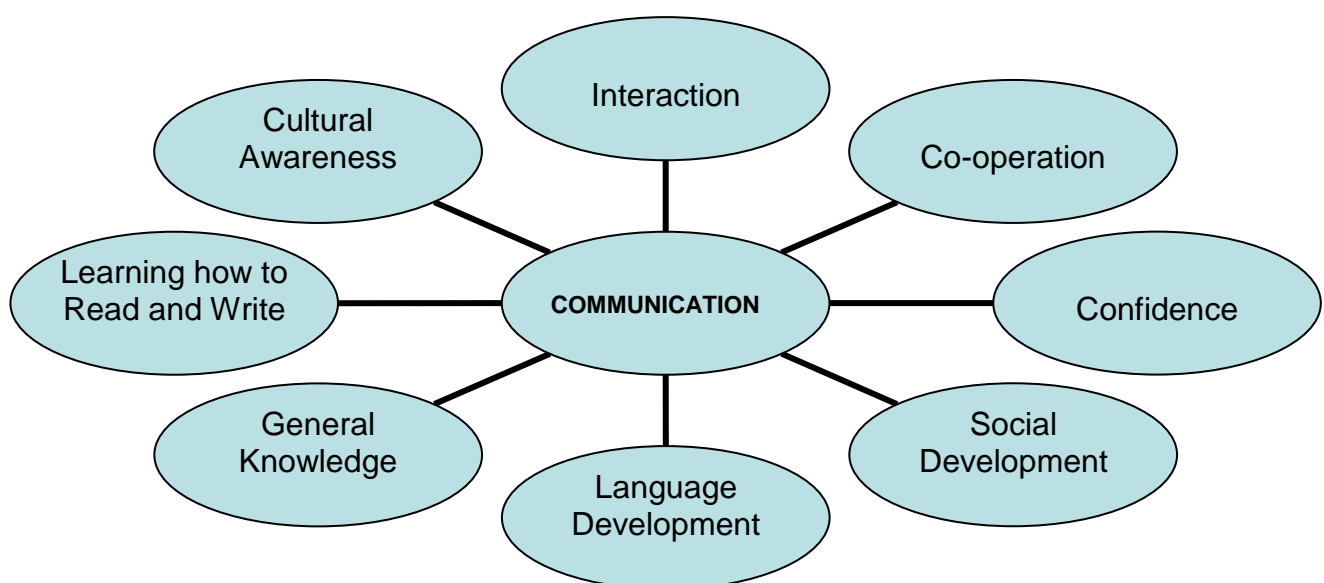 Interaction
Cultural
Awareness
Co-operation
Learning how to
Read and Write
COMMUNICATION
Confidence
General
Knowledge
Social
Development
Language
Development